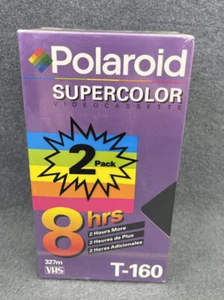 Polaroid
SUPERCOLOR
VIDEOCASSETTE
2
Pack
8 hrs
2 Hours More
2 Heures de Plus
2 Horas Adicionales
327m
VHS
T-160